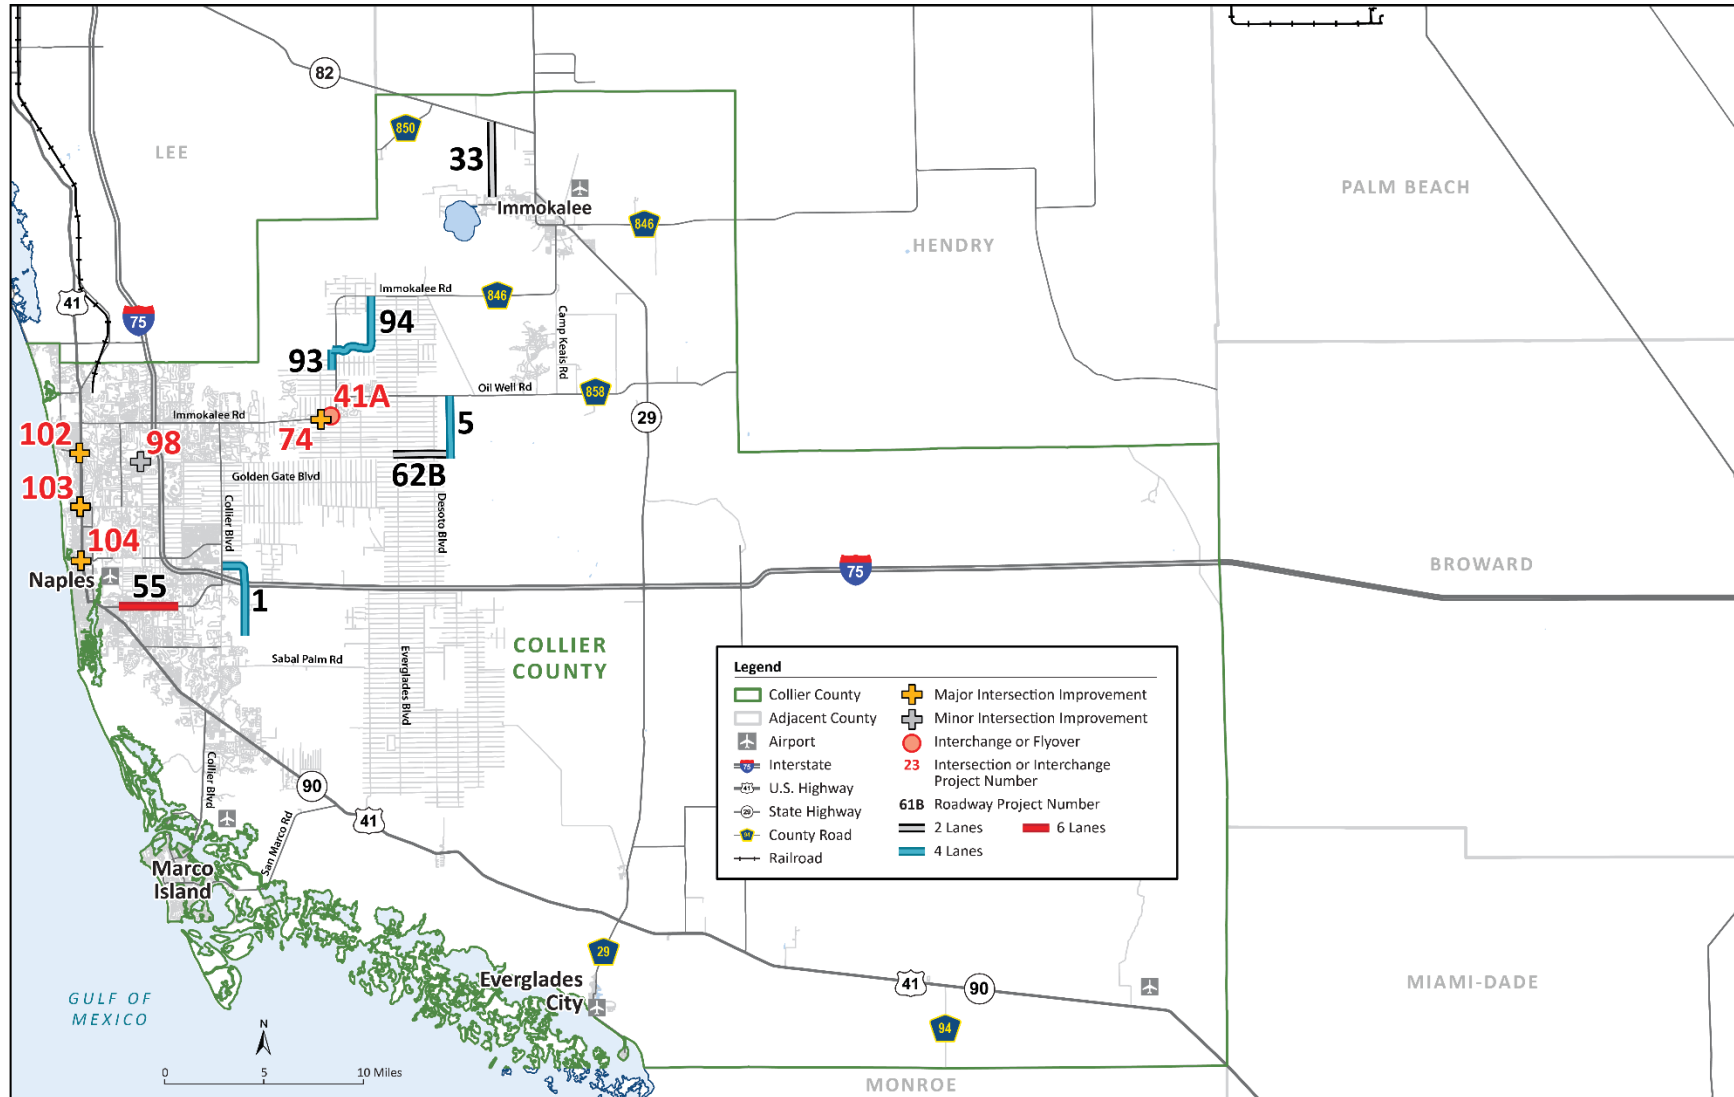 82
850
LEE
33
PALM BEACH
Immokalee
846
HENDRY
41
75
Immokalee Rd
846
94
93
Camp Keais Rd
Oil Well Rd
858
41A
Immokalee Rd
29
102
98
74
5
Golden Gate Blvd
62B
103
Collier Blvd
Desoto Blvd
104
Naples
55
75
BROWARD
1
COLLIER
COUNTY
Sabal Palm Rd
Everglades Blvd
Legend
Collier County
Adjacent County
Airport
75 Interstate
41 U.S. Highway
29 State Highway
94 County Road
Railroad
Major Intersection Improvement
Minor Intersection Improvement
Interchange or Flyover
23 Intersection or Interchange
Project Number
61B Roadway Project Number
2 Lanes
6 Lanes
4 Lanes
Collier Blvd
90
41
San Marco Rd
Marco
Island
29
Everglades
City
41
90
94
MIAMI-DADE
GULF OF
MEXICO
N
0 5 10 Miles
MONROE